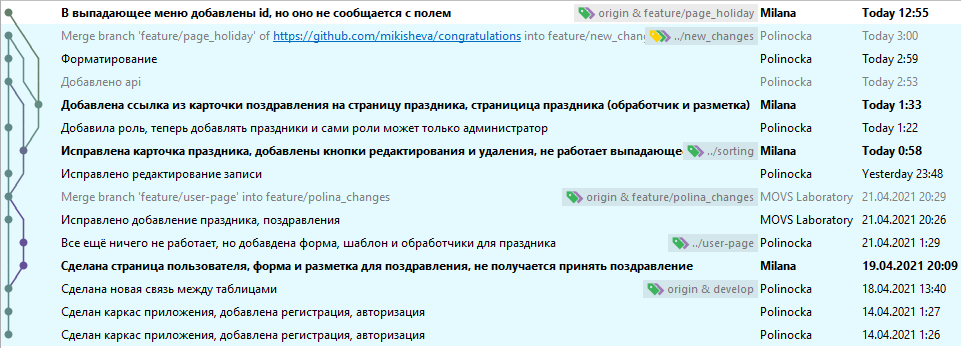 В выпадающее меню добавлены id, но оно не сообщается с полем origin & feature/page_holiday Milana Today 12:55
Merge branch 'feature/page_holiday' of https://github.com/mikisheva/congratulations into feature/new_chang ../new_changes Polinocka Today 3:00
Форматирование Polinocka Today 2:59
Добавлено api Polinocka Today 2:53
Добавлена ссылка из карточки поздравления на страницу праздника, страницица праздника (обработчик и разметка) Milana Today 1:33
Добавила роль, теперь добавлять праздники и сами роли может только администратор Polinocka Today 1:22
Исправлена карточка праздника, добавлены кнопки редактирования и удаления, не работает выпадающе ../sorting Milana Today 0:58
Исправлено редактирование записи Polinocka Yesterday 23:48
Merge branch 'feature/user-page' into feature/polina_changes origin & feature/polina_changes MOVS Laboratory 21.04.2021 20:29
Исправлено добавление праздника, поздравления MOVS Laboratory 21.04.2021 20:26
Все ещё ничего не работает, но добавдена форма, шаблон и обработчики для праздника ../user-page Polinocka 21.04.2021 1:29
Сделана страница пользователя, форма и разметка для поздравления, не получается принять поздравление Milana 19.04.2021 20:09
Сделана новая связь между таблицами origin & develop Polinocka 18.04.2021 13:40
Сделан каркас приложения, добавлена регистрация, авторизация Polinocka 14.04.2021 1:27
Сделан каркас приложения, добавлена регистрация, авторизация Polinocka 14.04.2021 1:26